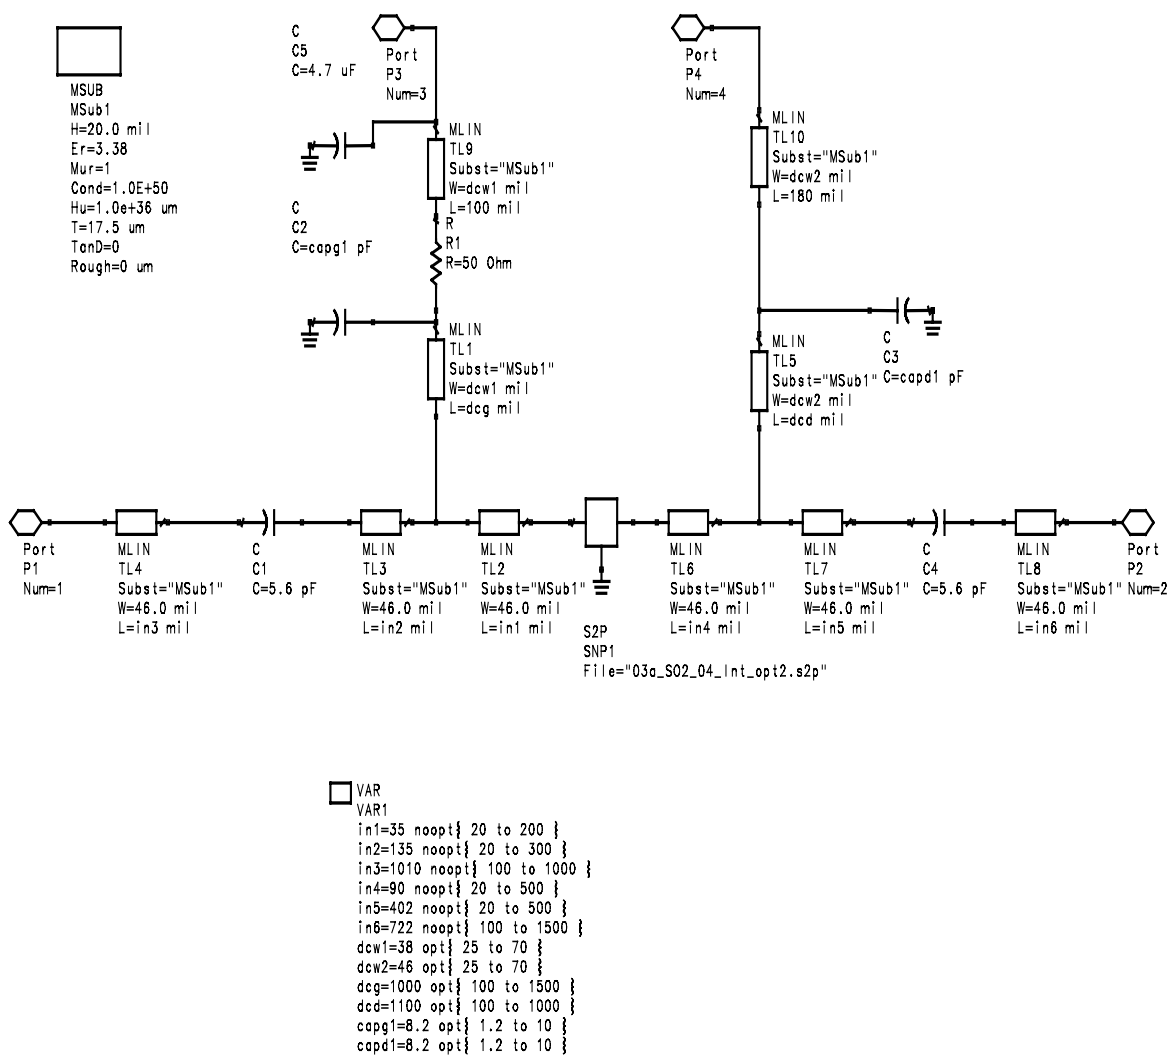 MSUB
MSub1
H=20.0 mil
Er=3.38
Mur=1
Cond=1.0E+50
Hu=1.0e+36 um
T=17.5 um
TanD=0
Rough=0 um
C
C5
C=4.7 uF
Port
P3
Num=3
Port
P4
Num=4
MLIN
TL9
Subst="MSub1"
W=dcw1 mil
L=100 mil
MLIN
TL10
Subst="MSub1"
W=dcw2 mil
L=180 mil
C
C2
C=capg1 pF
R
R1
R=50 Ohm
MLIN
TL1
Subst="MSub1"
W=dcw1 mil
L=dcg mil
MLIN
TL5
Subst="MSub1"
W=dcw2 mil
L=dcd mil
C
C3
C=capd1 pF
Port
P1
Num=1
MLIN
TL4
Subst="MSub1"
W=46.0 mil
L=in3 mil
C
C1
C=5.6 pF
MLIN
TL3
Subst="MSub1"
W=46.0 mil
L=in2 mil
MLIN
TL2
Subst="MSub1"
W=46.0 mil
L=in1 mil
S2P
SNP1
File="03a_S02_04_Int_opt2.s2p"
MLIN
TL6
Subst="MSub1"
W=46.0 mil
L=in4 mil
MLIN
TL7
Subst="MSub1"
W=46.0 mil
L=in5 mil
C
C4
C=5.6 pF
MLIN
TL8
Subst="MSub1"
W=46.0 mil
L=in6 mil
Port
P2
Num=2
VAR
VAR1
in1=35 noopt{ 20 to 200 }
in2=135 noopt{ 20 to 300 }
in3=1010 noopt{ 100 to 1000 }
in4=90 noopt{ 20 to 500 }
in5=402 noopt{ 20 to 500 }
in6=722 noopt{ 100 to 1500 }
dcw1=38 opt{ 25 to 70 }
dcw2=46 opt{ 25 to 70 }
dcg=1000 opt{ 100 to 1500 }
dcd=1100 opt{ 100 to 1000 }
capg1=8.2 opt{ 1.2 to 10 }
capd1=8.2 opt{ 1.2 to 10 }